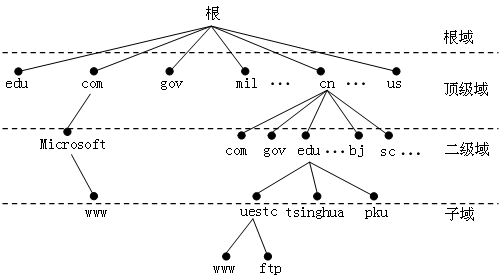 根
根域
edu com gov mil ... cn ... us
顶级域
Microsoft com gov edu ... bj sc ...
二级域
www uestc tsinghua pku
子域
www ftp